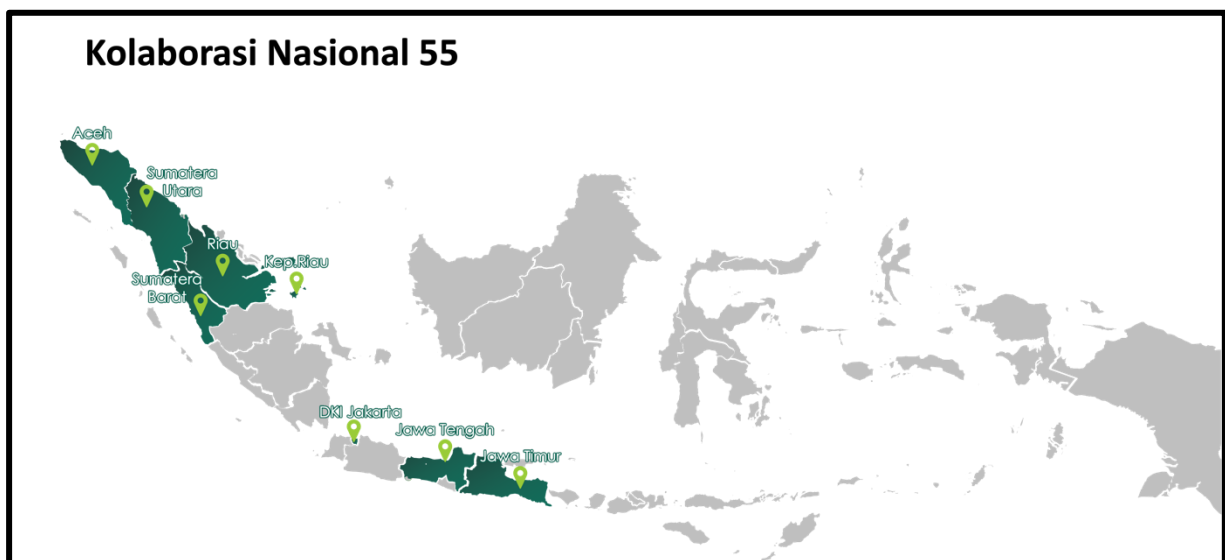 Kolaborasi Nasional 55
Aceh
Sumatera
Utara
Riau
Kep.Riau
Sumatera
Barat
DKI Jakarta
Jawa Tengah
Jawa Timur